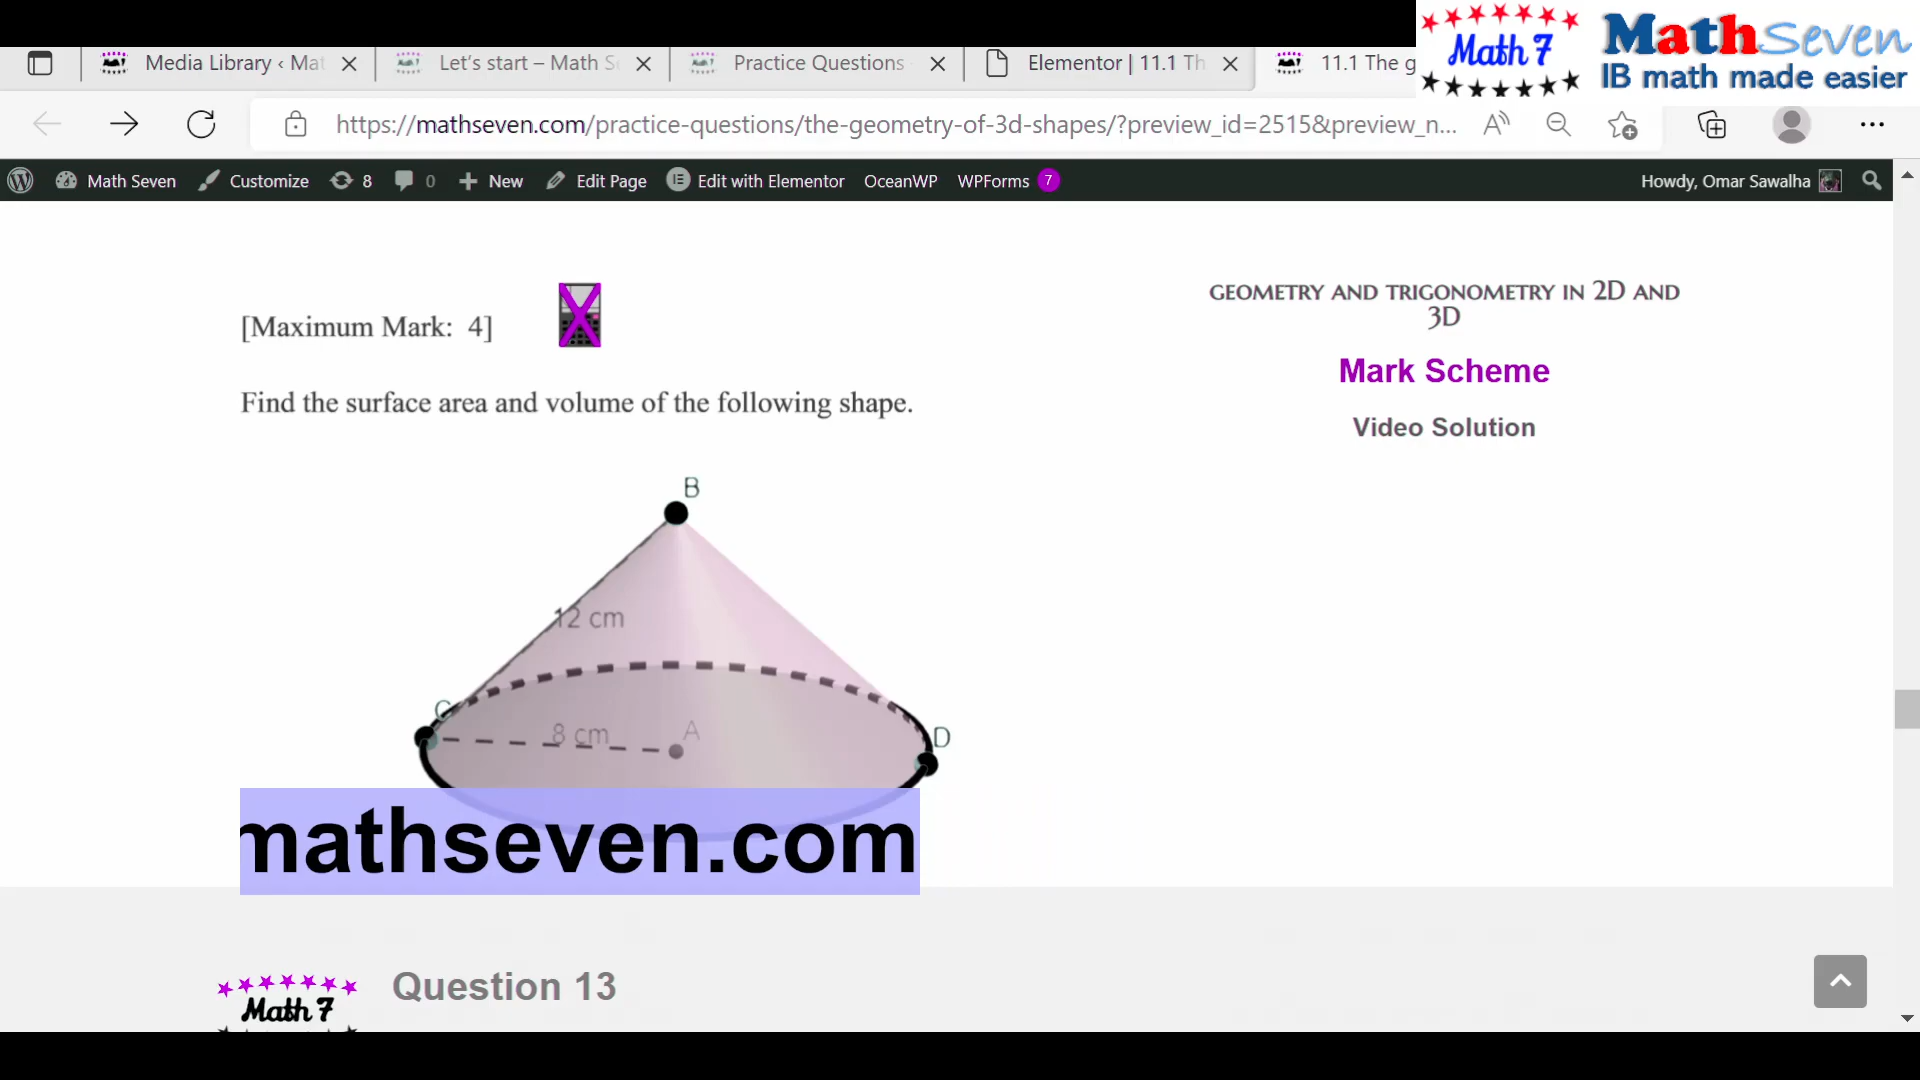 Math 7
MathSeven
IB math made easier
Media Library ‹ Mat
Let's start – Math S
Practice Questions
Elementor | 11.1 Th
11.1 The g
https://mathseven.com/practice-questions/the-geometry-of-3d-shapes/?preview_id=2515&preview_n...
Math Seven Customize 8 0 New Edit Page Edit with Elementor OceanWP WPForms 7 Howdy, Omar Sawalha
[Maximum Mark: 4]
Find the surface area and volume of the following shape.
GEOMETRY AND TRIGONOMETRY IN 2D AND
3D
Mark Scheme
Video Solution
B
12 cm
C
8 cm
A
D
mathseven.com
Question 13
Math 7